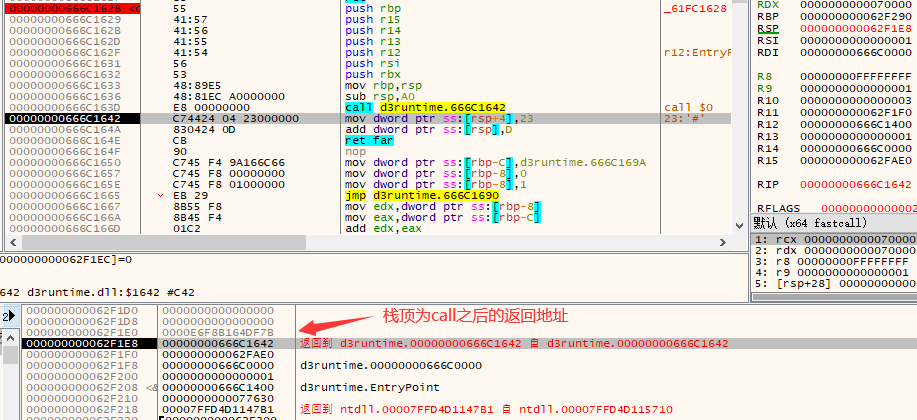 00000000666C1628 <d 55 push rbp _61FC1628
00000000666C1629 41:57 push r15
00000000666C162B 41:56 push r14
00000000666C162D 41:55 push r13
00000000666C162F 41:54 push r12 r12:EntryP
00000000666C1631 56 push rsi
00000000666C1632 53 push rbx
00000000666C1633 48:89E5 mov rbp,rsp
00000000666C1636 48:81EC A0000000 sub rsp,A0
00000000666C163D E8 00000000 call d3runtime.666C1642 call $0
00000000666C1642 C74424 04 23000000 mov dword ptr ss:[rsp+4],23 23:'#'
00000000666C164A 830424 0D add dword ptr ss:[rsp],D
00000000666C164E CB ret far
00000000666C164F 90 nop
00000000666C1650 C745 F4 9A166C66 mov dword ptr ss:[rbp-C],d3runtime.666C169A
00000000666C1657 C745 F8 00000000 mov dword ptr ss:[rbp-8],0
00000000666C165E C745 F8 01000000 mov dword ptr ss:[rbp-8],1
00000000666C1665 EB 29 jmp d3runtime.666C1690
00000000666C1667 8B55 F8 mov edx,dword ptr ss:[rbp-8]
00000000666C166A 8B45 F4 mov eax,dword ptr ss:[rbp-C]
01C2 add edx,eax
RDX 0000000000070000
RBP 000000000062F290
RSP 000000000062F1E8
RSI 0000000000000001
RDI 00000000666C0000
R8 00000000FFFFFFFF
R9 0000000000000001
R10 0000000000000003
R11 000000000062F1F0
R12 00000000666C1400
R13 0000000000000001
R14 00000000666C0000
R15 000000000062FAE0
RIP 00000000666C1642
RFLAGS 0000000000000002
默认 (x64 fastcall)
1: rcx 0000000000070000
2: rdx 0000000000070000
3: r8 00000000FFFFFFFF
4: r9 0000000000000001
5: [rsp+28] 00000000
000000000062F1EC]=0
642 d3runtime.dll:$1642 #C42
2
000000000062F1D0 0000000000000000
000000000062F1D8 0000000000000000
000000000062F1E0 0000E6F8B164DF7B
栈顶为call之后的返回地址
000000000062F1E8 00000000666C1642 返回到 d3runtime.00000000666C1642 自 d3runtime.00000000666C1642
000000000062F1F0 000000000062FAE0
000000000062F1F8 00000000666C0000 d3runtime.00000000666C0000
000000000062F200 0000000000000001
000000000062F208 <& 00000000666C1400 d3runtime.EntryPoint
000000000062F210 0000000000077630
000000000062F218 00007FFD4D1147B1 返回到 ntdll.00007FFD4D1147B1 自 ntdll.00007FFD4D115710